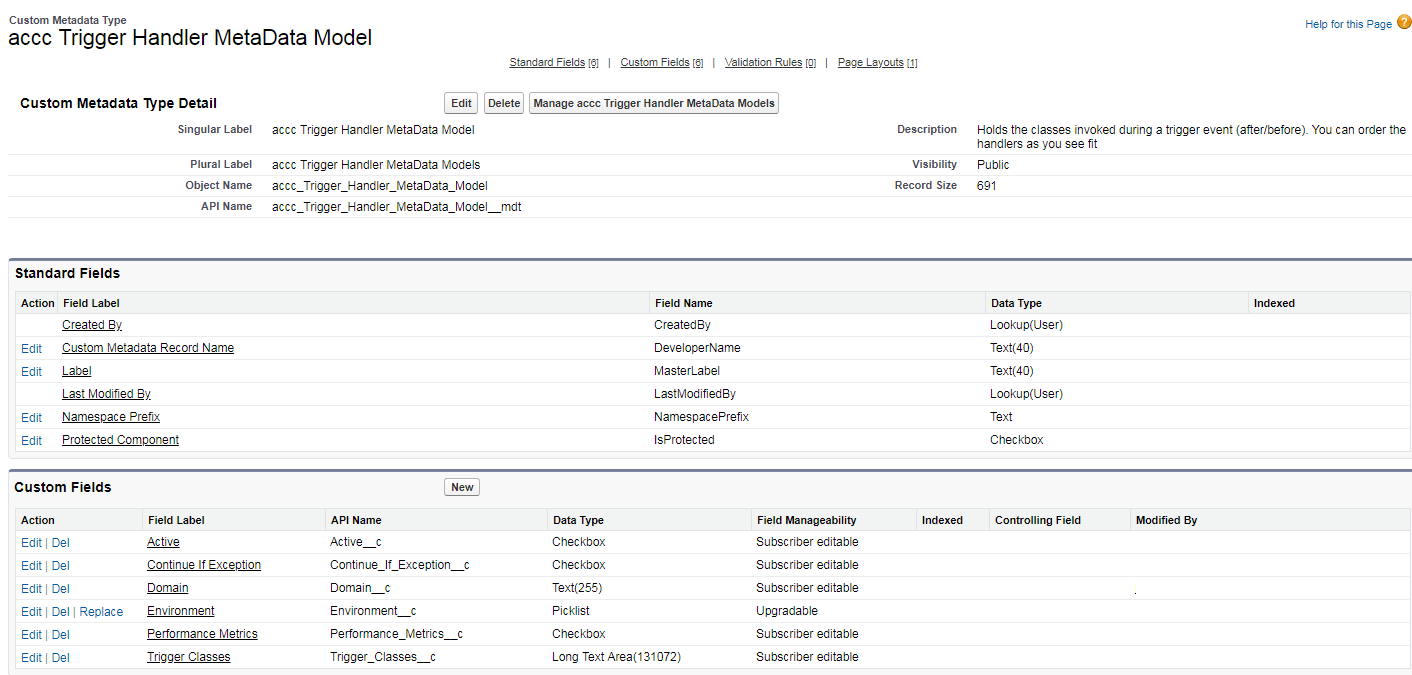 Custom Metadata Type
accc Trigger Handler MetaData Model
Help for this Page ?
Standard Fields [6] | Custom Fields [6] | Validation Rules [0] | Page Layouts [1]
Custom Metadata Type Detail Edit Delete Manage accc Trigger Handler MetaData Models
Singular Label accc Trigger Handler MetaData Model Description Holds the classes invoked during a trigger event (after/before). You can order the
handlers as you see fit
Plural Label accc Trigger Handler MetaData Models Visibility Public
Object Name accc_Trigger_Handler_MetaData_Model Record Size 691
API Name accc_Trigger_Handler_MetaData_Model__mdt
Standard Fields
Action Field Label Field Name Data Type Indexed
Created By CreatedBy Lookup(User)
Edit Custom Metadata Record Name DeveloperName Text(40)
Edit Label MasterLabel Text(40)
Last Modified By LastModifiedBy Lookup(User)
Edit Namespace Prefix NamespacePrefix Text
Edit Protected Component IsProtected Checkbox
Custom Fields New
Action Field Label API Name Data Type Field Manageability Indexed Controlling Field Modified By
Edit | Del Active Active__c Checkbox Subscriber editable
Edit | Del Continue If Exception Continue_If_Exception__c Checkbox Subscriber editable
Edit | Del Domain Domain__c Text(255) Subscriber editable
Edit | Del | Replace Environment Environment__c Picklist Upgradable
Edit | Del Performance Metrics Performance_Metrics__c Checkbox Subscriber editable
Edit | Del Trigger Classes Trigger_Classes__c Long Text Area(131072) Subscriber editable